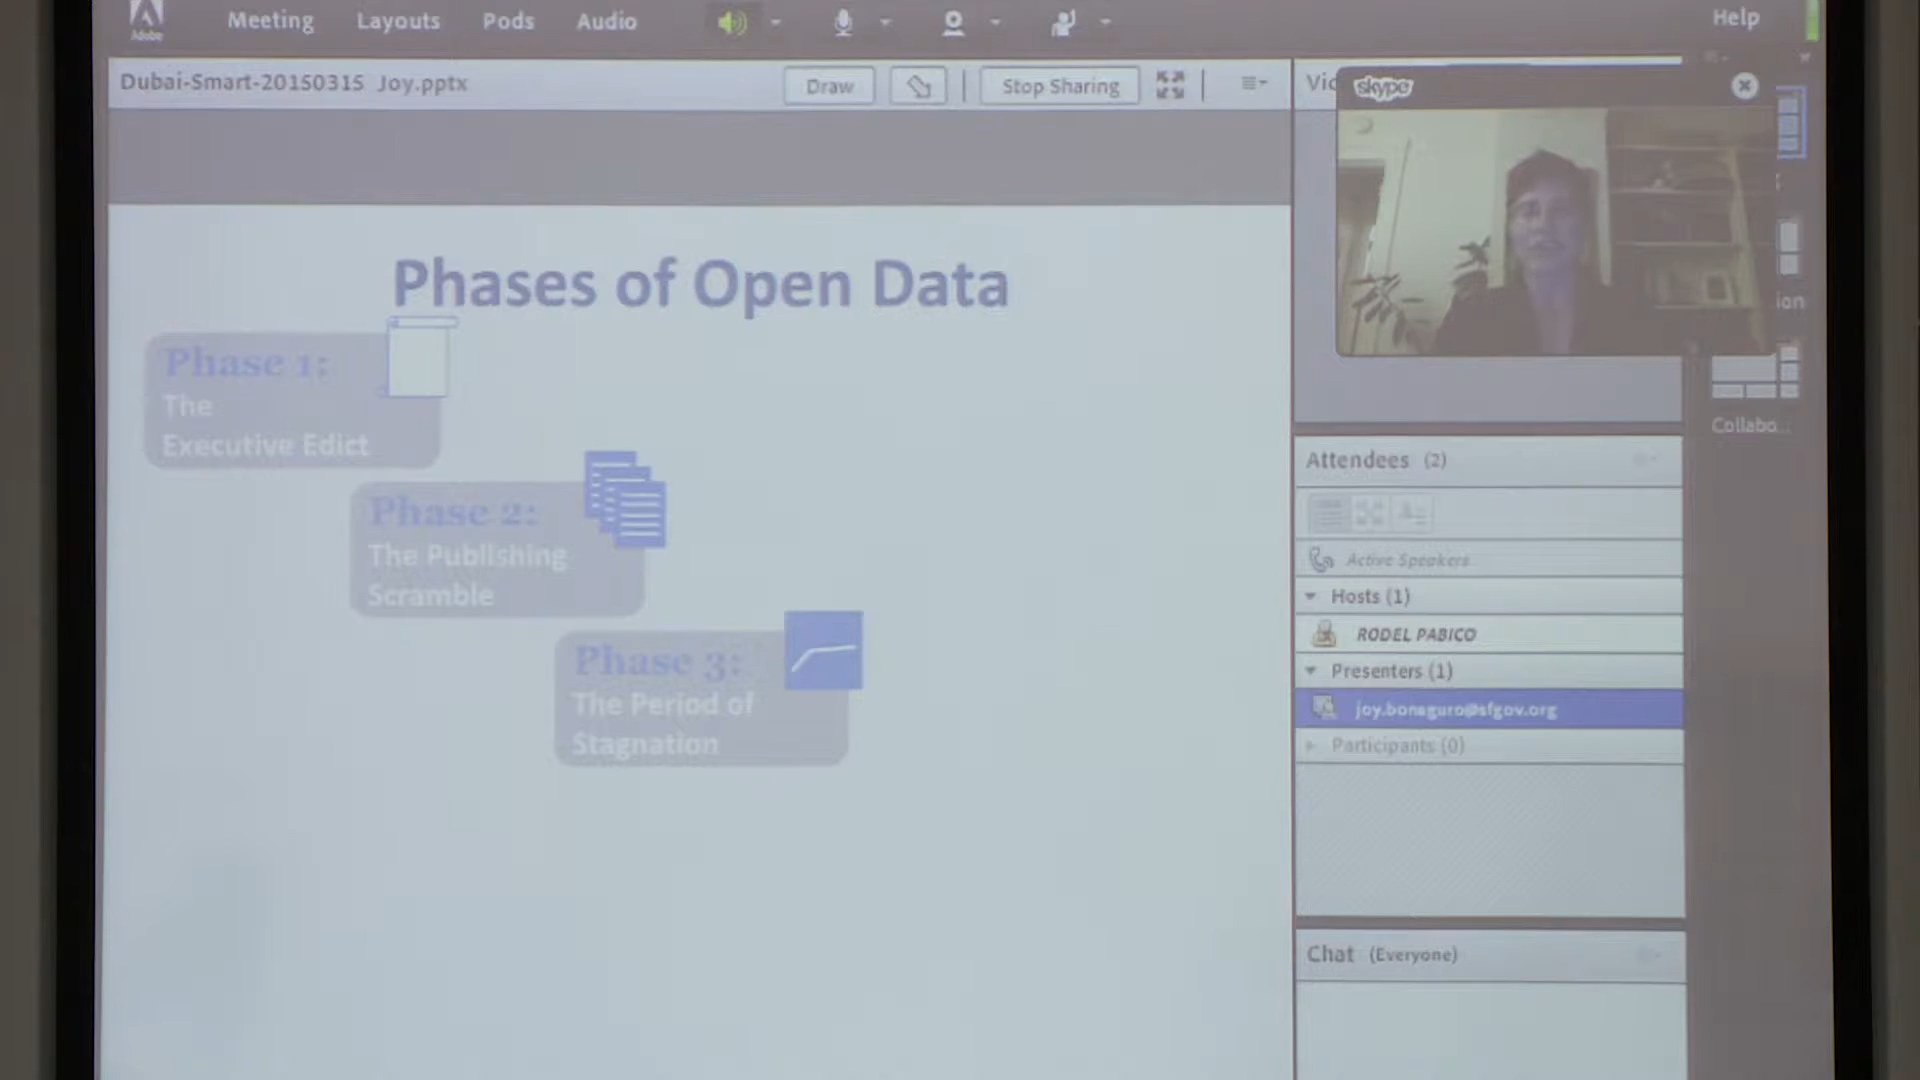 Adobe
Meeting Layouts Pods Audio
Help
Dubai-Smart-20150315 Joy.pptx
Draw
Stop Sharing
skype
Phases of Open Data
Phase 1:
The
Executive Edict
Phase 2:
The Publishing
Scramble
Phase 3:
The Period of
Stagnation
Collabo...
Attendees (2)
Active Speakers
Hosts (1)
RODEL PABICO
Presenters (1)
joy.bonaguro@sfgov.org
Participants (0)
Chat (Everyone)